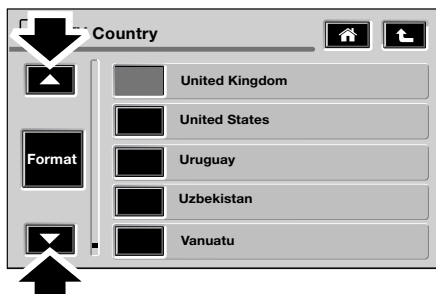 Country
United Kingdom
United States
Format
Uruguay
Uzbekistan
Vanuatu